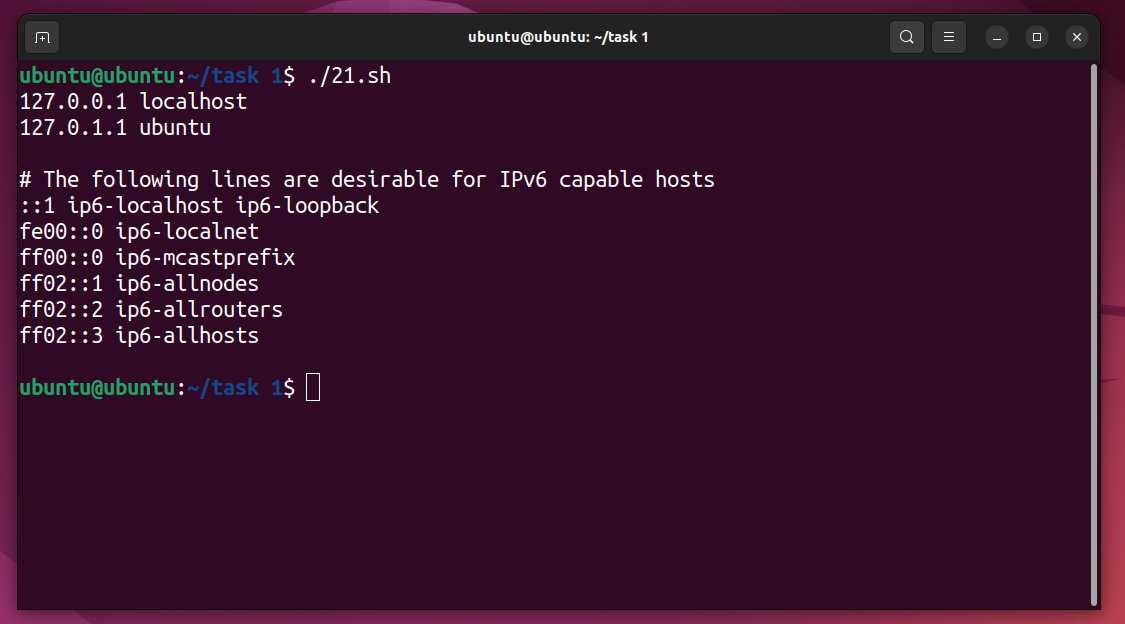 ubuntu@ubuntu: ~/task 1
ubuntu@ubuntu:~/task 1$ ./21.sh
127.0.0.1 localhost
127.0.1.1 ubuntu
# The following lines are desirable for IPv6 capable hosts
::1 ip6-localhost ip6-loopback
fe00::0 ip6-localnet
ff00::0 ip6-mcastprefix
ff02::1 ip6-allnodes
ff02::2 ip6-allrouters
ff02::3 ip6-allhosts
ubuntu@ubuntu:~/task 1$